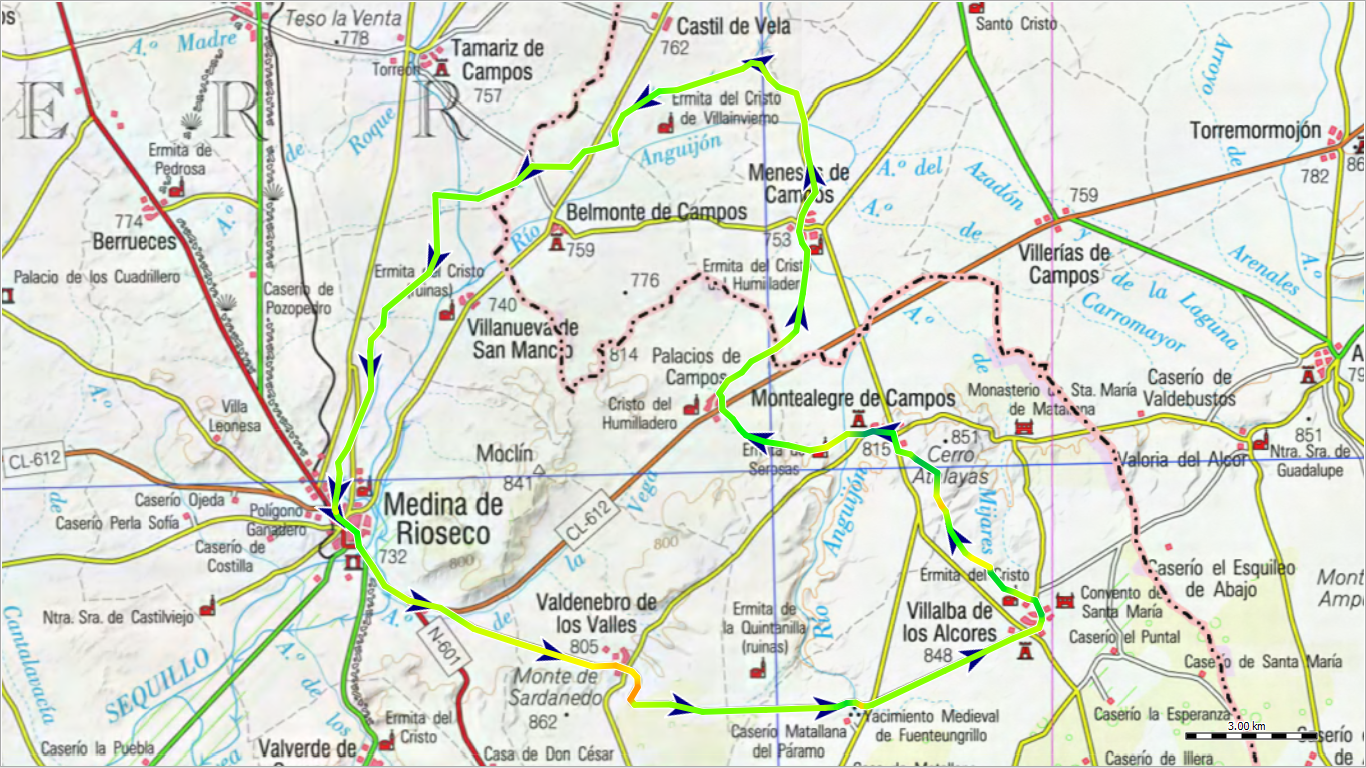 Teso la Venta
778
A.º Madre
Tamariz de
Campos
757
Torreón
Castil de Vela
762
Santo Cristo
Arroyo
de
E R R
Ermita del Cristo
de Villainvierno
Roque
de
Anguijón
Río
Ermita de
Pedrosa
A.º
774
Berrueces
Torremormojón
782
Meneses de
Campos
753
A.º del
Azadón
A.º
de
y
759
Villerías de
Campos
Belmonte de Campos
759
Arenales
A.º
de la Laguna
Carromayor
A.º
de
Palacio de los Cuadrillero
Caserío de
Pozopedro
Ermita del Cristo
(ruinas)
740
Villanueva de
San Mancio
776
Ermita del Cristo
del Humilladero
814
Palacios de
Campos
Cristo del
Humilladero
Montealegre de Campos
815
851
Cerro
Atalayas
Monasterio de Sta. María
de Matallana
Caserío de
Valdebustos
851
Ntra. Sra. de
Guadalupe
Valoria del Alcor
A.º
de
Villa
Leonesa
CL-612
Moclín
841
Ermita de
Serosas
Caserío Ojeda
Polígono
Ganadero
Caserío Perla Sofía
Caserío de
Costilla
Medina de
Rioseco
732
CL-612
Vega
la
de
800
800
Anguijón
Río
Mijares
Ermita del Cristo
Convento de
Santa María
Caserío el Esquileo
de Abajo
Villalba de
los Alcores
848
Caserío el Puntal
Caserío de Santa María
Ntra. Sra. de Castilviejo
Cantalavacía
SEQUILLO
A.º
A.º
de
los
N-601
Valdenebro de
los Valles
805
Monte de
Sardanedo
862
Ermita de
la Quintanilla
(ruinas)
Caserío Matallana
del Páramo
Yacimiento Medieval
de Fuenteungrillo
Caserío la Esperanza
3.00 km
Caserío la Puebla
Valverde de
Ermita del
Cristo
Casa de Don César
Caserío de Illera